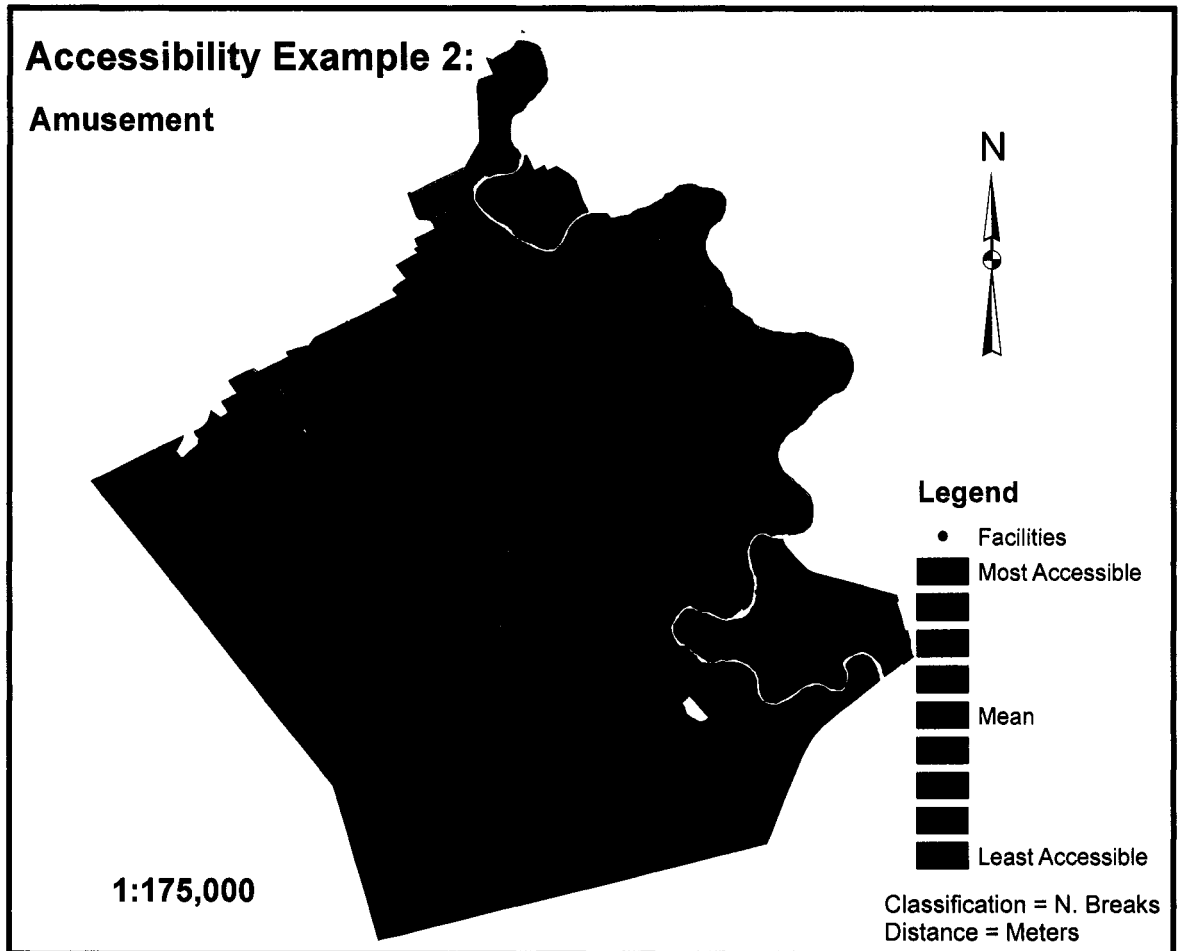 Accessibility Example 2:
Amusement
N
Legend
Facilities
Most Accessible
Mean
Least Accessible
1:175,000
Classification = N. Breaks
Distance = Meters